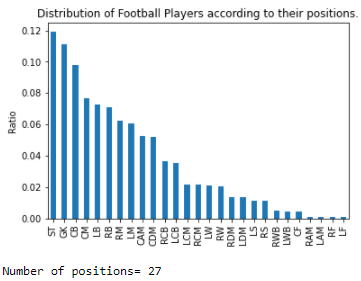 Distribution of Football Players according to their positions.
0.12
0.10
0.08
0.06
0.04
0.02
0.00
Ratio
ST GK CB CM LB RB RM LM CAM CDM RCB LCB LCM RCM LW RW RDM LDM LS RS RWB LWB CF RAM LAM RF LF
Number of positions= 27